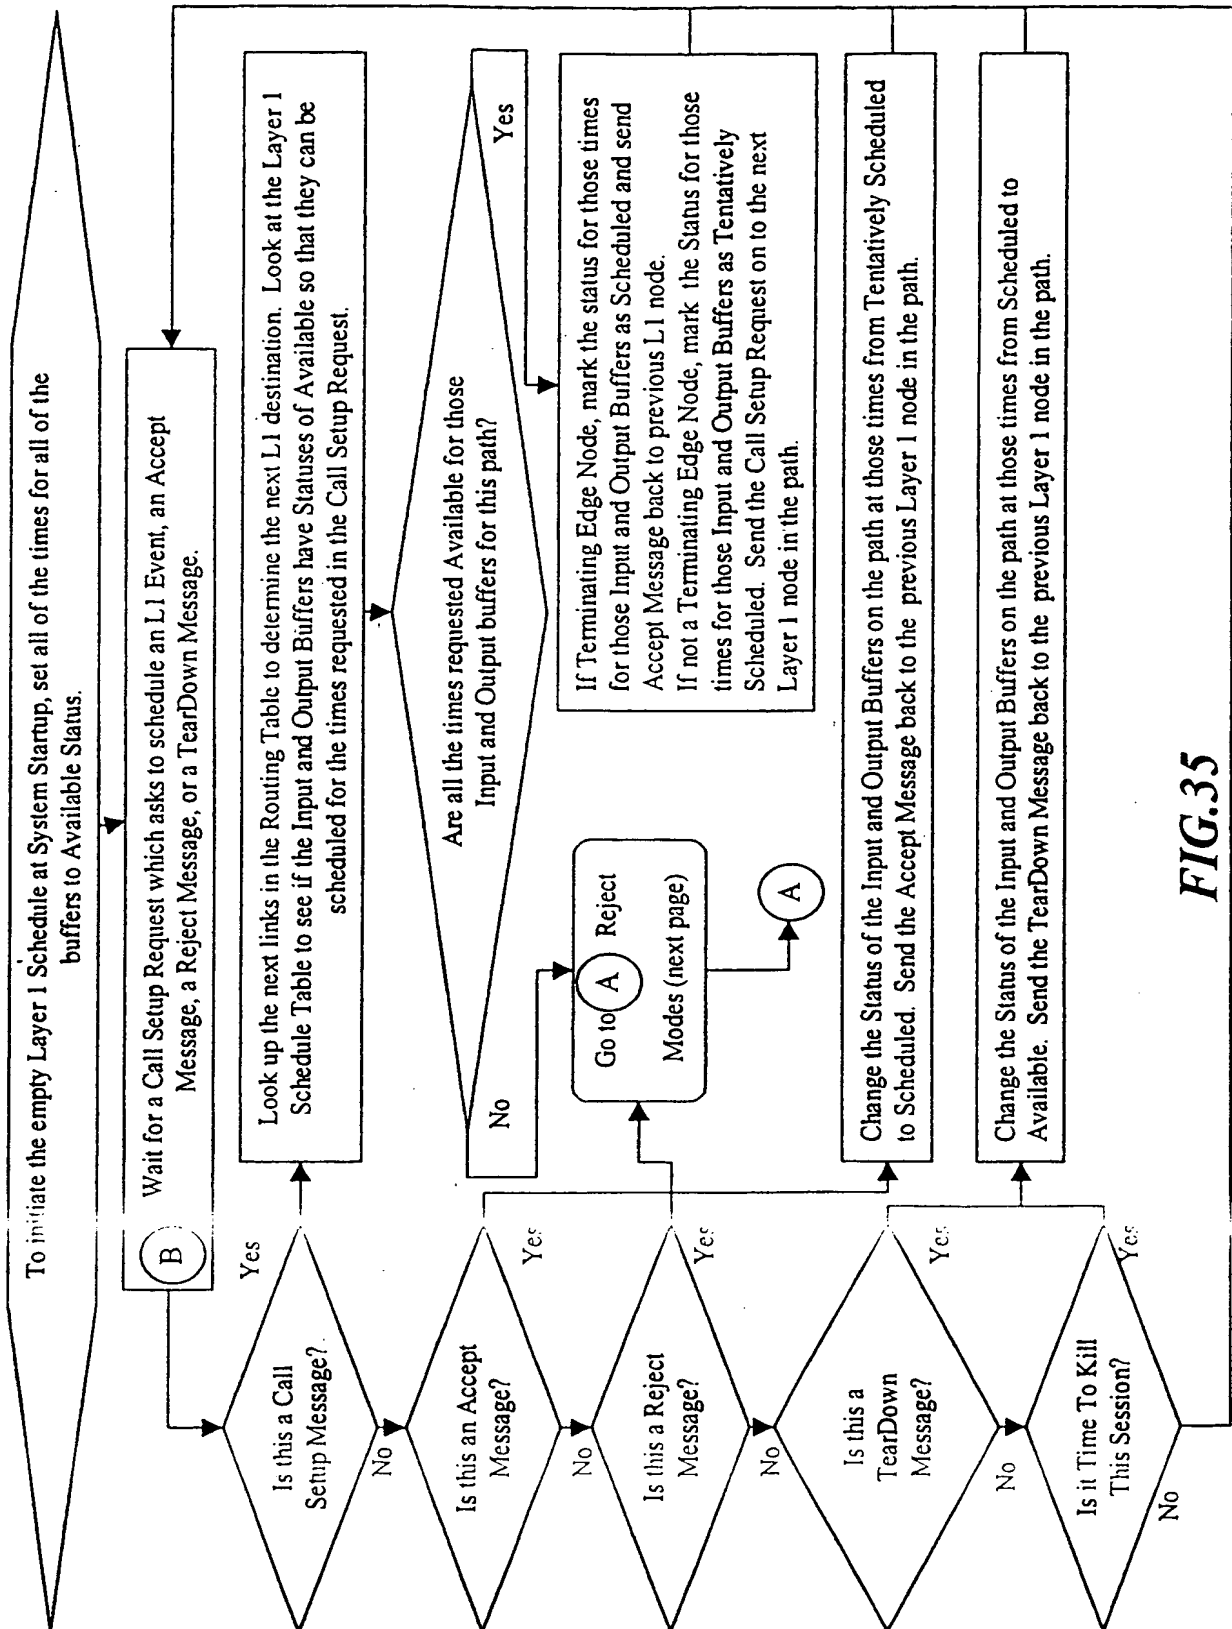 To initiate the empty Layer 1 Schedule at System Startup, set all of the times for all of the
buffers to Available Status.
B
Wait for a Call Setup Request which asks to schedule an L1 Event, an Accept
Message, a Reject Message, or a TearDown Message.
Is this a Call
Setup Message?
Yes
No
Look up the next links in the Routing Table to determine the next L1 destination. Look at the Layer 1
Schedule Table to see if the Input and Output Buffers have Statuses of Available so that they can be
scheduled for the times requested in the Call Setup Request.
Are all the times requested Available for those
Input and Output buffers for this path?
No
Yes
Is this an Accept
Message?
Yes
No
Go to A Reject
Modes (next page)
A
If Terminating Edge Node, mark the status for those times
for those Input and Output Buffers as Scheduled and send
Accept Message back to previous L1 node.
If not a Terminating Edge Node, mark the Status for those
times for those Input and Output Buffers as Tentatively
Scheduled. Send the Call Setup Request on to the next
Layer 1 node in the path.
Is this a Reject
Message?
Yes
No
Change the Status of the Input and Output Buffers on the path at those times from Tentatively Scheduled
to Scheduled. Send the Accept Message back to the previous Layer 1 node in the path.
Is this a
TearDown
Message?
Yes
No
Change the Status of the Input and Output Buffers on the path at those times from Scheduled to
Available. Send the TearDown Message back to the previous Layer 1 node in the path.
Is it Time To Kill
This Session?
Yes
No
FIG.35